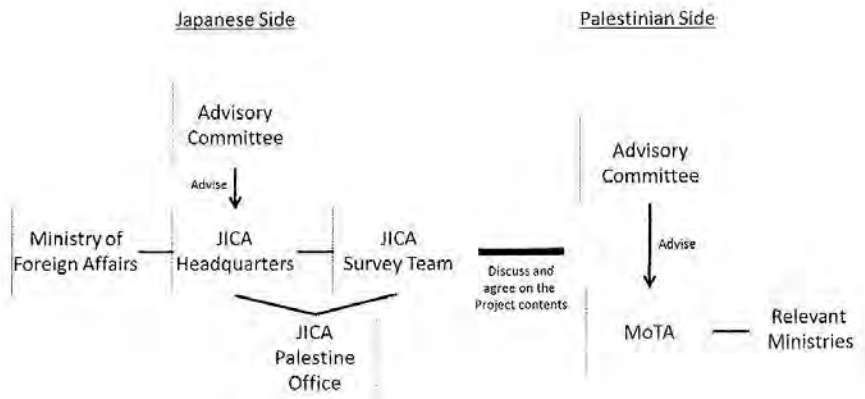 Japanese Side
Palestinian Side
Advisory
Committee
Advise
Ministry of
Foreign Affairs
JICA
Headquarters
JICA
Survey Team
JICA
Palestine
Office
Discuss and
agree on the
Project contents
Advisory
Committee
Advise
MoTA
Relevant
Ministries